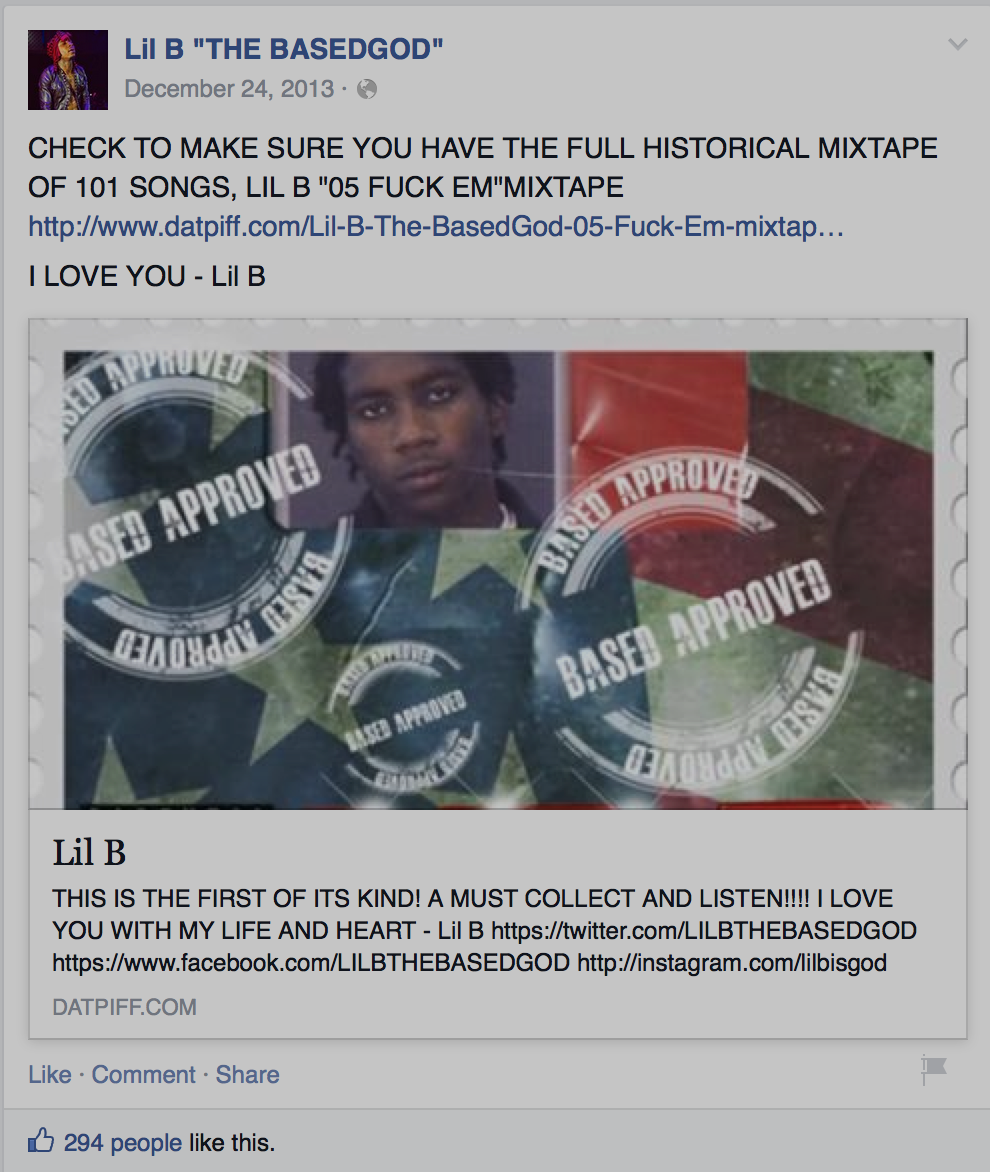 Lil B "THE BASEDGOD"
December 24, 2013 ·
CHECK TO MAKE SURE YOU HAVE THE FULL HISTORICAL MIXTAPE
OF 101 SONGS, LIL B "05 FUCK EM"MIXTAPE
http://www.datpiff.com/Lil-B-The-BasedGod-05-Fuck-Em-mixtap…
I LOVE YOU - Lil B
BASED APPROVED
BASED APPROVED
BASED APPROVED
BASED APPROVED
BASED APPROVED
BASED APPROVED
BASED APPROVED
BASED APPROVED
BASED APPROVED
Lil B
THIS IS THE FIRST OF ITS KIND! A MUST COLLECT AND LISTEN!!!! I LOVE
YOU WITH MY LIFE AND HEART - Lil B https://twitter.com/LILBTHEBASEDGOD
https://www.facebook.com/LILBTHEBASEDGOD http://instagram.com/lilbisgod
DATPIFF.COM
Like · Comment · Share
294 people like this.